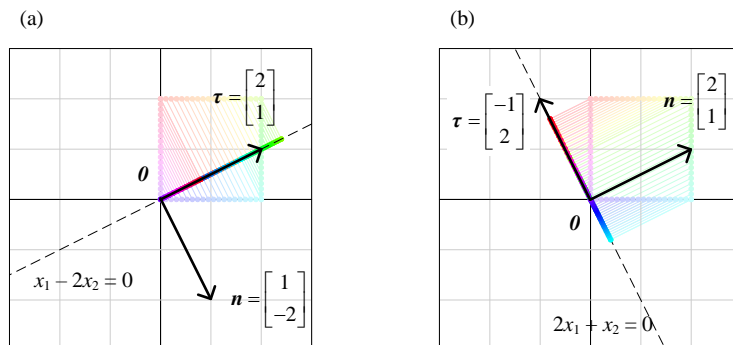 (a)
τ = [2 1]
0
x₁ − 2x₂ = 0
n = [1 −2]
(b)
τ = [−1 2]
n = [2 1]
0
2x₁ + x₂ = 0